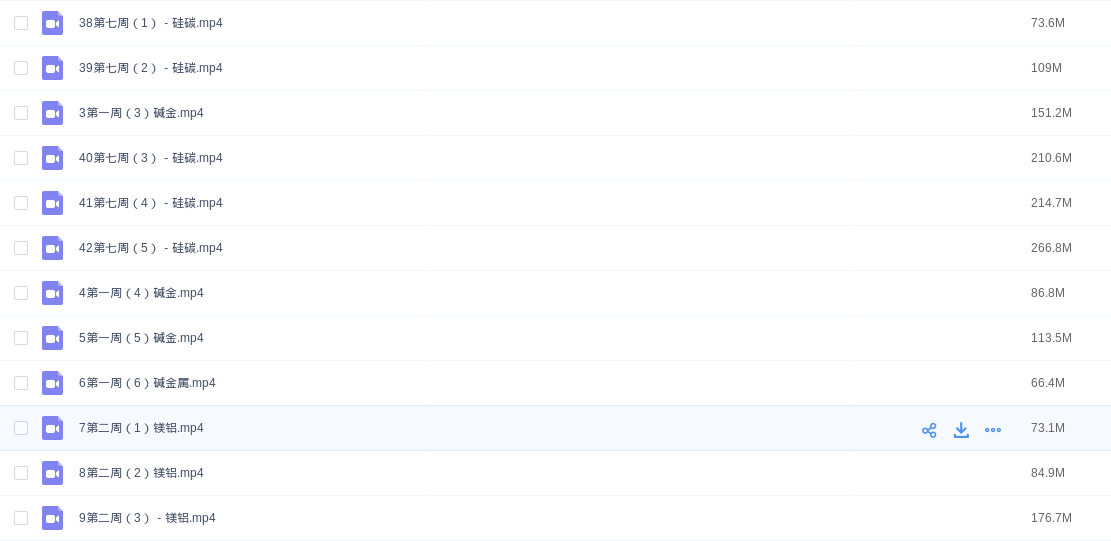 38第七周（1） - 硅碳.mp4 73.6M
39第七周（2） - 硅碳.mp4 109M
3第一周（3）碱金.mp4 151.2M
40第七周（3） - 硅碳.mp4 210.6M
41第七周（4） - 硅碳.mp4 214.7M
42第七周（5） - 硅碳.mp4 266.8M
4第一周（4）碱金.mp4 86.8M
5第一周（5）碱金.mp4 113.5M
6第一周（6）碱金属.mp4 66.4M
7第二周（1）镁铝.mp4 73.1M
8第二周（2）镁铝.mp4 84.9M
9第二周（3） - 镁铝.mp4 176.7M